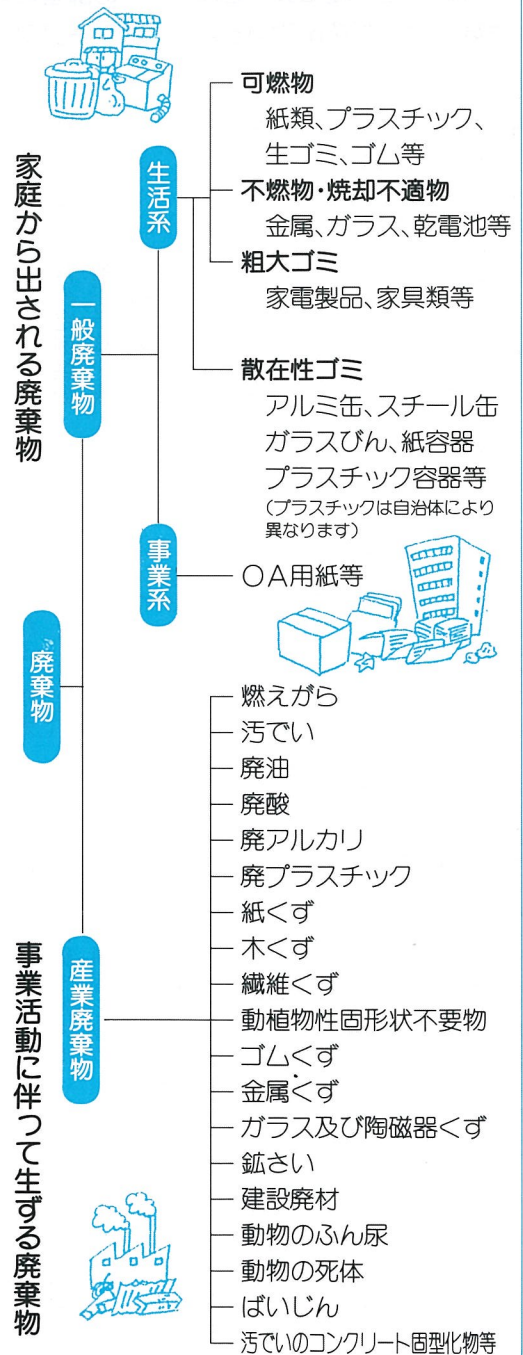 家庭から出される廃棄物
事業活動に伴って生ずる廃棄物
廃棄物
一般廃棄物
生活系
可燃物
紙類、プラスチック、
生ゴミ、ゴム等
不燃物・焼却不適物
金属、ガラス、乾電池等
粗大ゴミ
家電製品、家具類等
散在性ゴミ
アルミ缶、スチール缶
ガラスびん、紙容器
プラスチック容器等
(プラスチックは自治体により
異なります)
事業系
OA用紙等
産業廃棄物
燃えがら
汚でい
廃油
廃酸
廃アルカリ
廃プラスチック
紙くず
木くず
繊維くず
動植物性固形状不要物
ゴムくず
金属くず
ガラス及び陶磁器くず
鉱さい
建設廃材
動物のふん尿
動物の死体
ばいじん
汚でいのコンクリート固型化物等